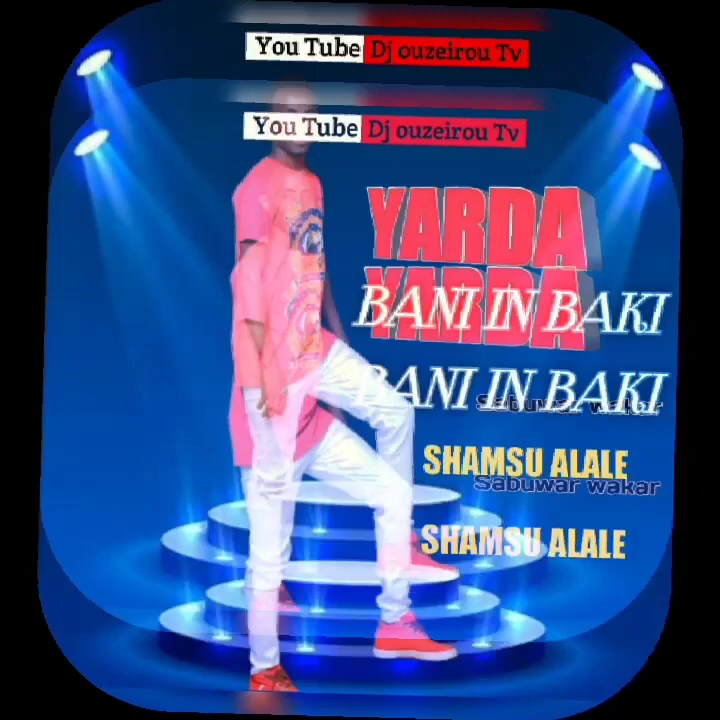 You Tube Dj ouzeirou Tv
You Tube Dj ouzeirou Tv
YARDA
YARDA
BANI IN BAKI
BANI IN BAKI
Sabuwar wakar
SHAMSU ALALE
Sabuwar wakar
SHAMSU ALALE